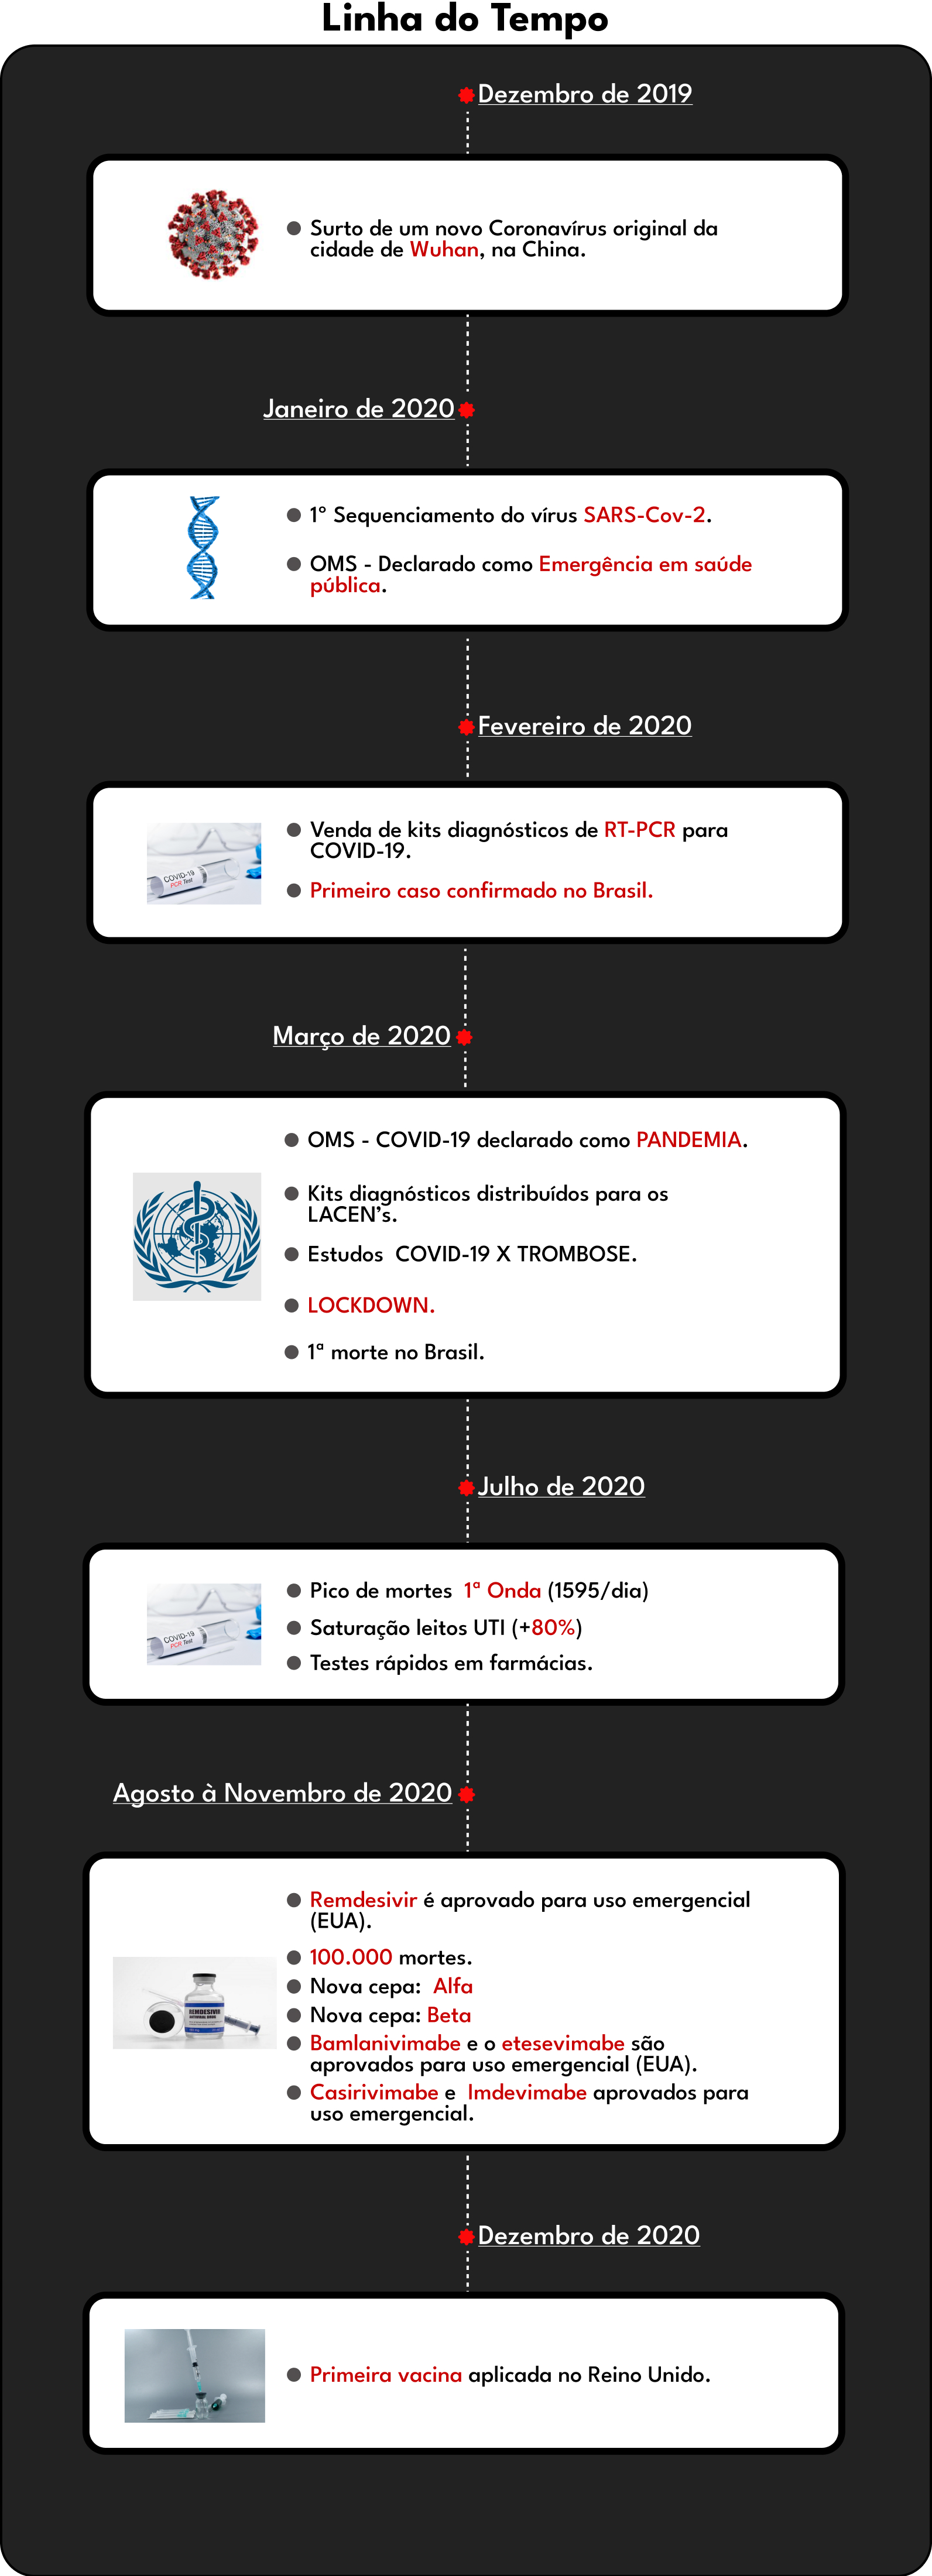 Linha do Tempo
Dezembro de 2019
Surto de um novo Coronavírus original da
cidade de Wuhan, na China.
Janeiro de 2020
1º Sequenciamento do vírus SARS-Cov-2.
OMS - Declarado como Emergência em saúde
pública.
Fevereiro de 2020
Venda de kits diagnósticos de RT-PCR para
COVID-19.
COVID-19
PCR Test
Primeiro caso confirmado no Brasil.
Março de 2020
OMS - COVID-19 declarado como PANDEMIA.
Kits diagnósticos distribuídos para os
LACEN’s.
Estudos COVID-19 X TROMBOSE.
LOCKDOWN.
1ª morte no Brasil.
Julho de 2020
Pico de mortes 1ª Onda (1595/dia)
Saturação leitos UTI (+80%)
COVID-19
PCR Test
Testes rápidos em farmácias.
Agosto à Novembro de 2020
Remdesivir é aprovado para uso emergencial
(EUA).
100.000 mortes.
Nova cepa: Alfa
REMDESIVIR
Nova cepa: Beta
Bamlanivimabe e o etesevimabe são
aprovados para uso emergencial (EUA).
Casirivimabe e Imdevimabe aprovados para
uso emergencial.
Dezembro de 2020
Primeira vacina aplicada no Reino Unido.